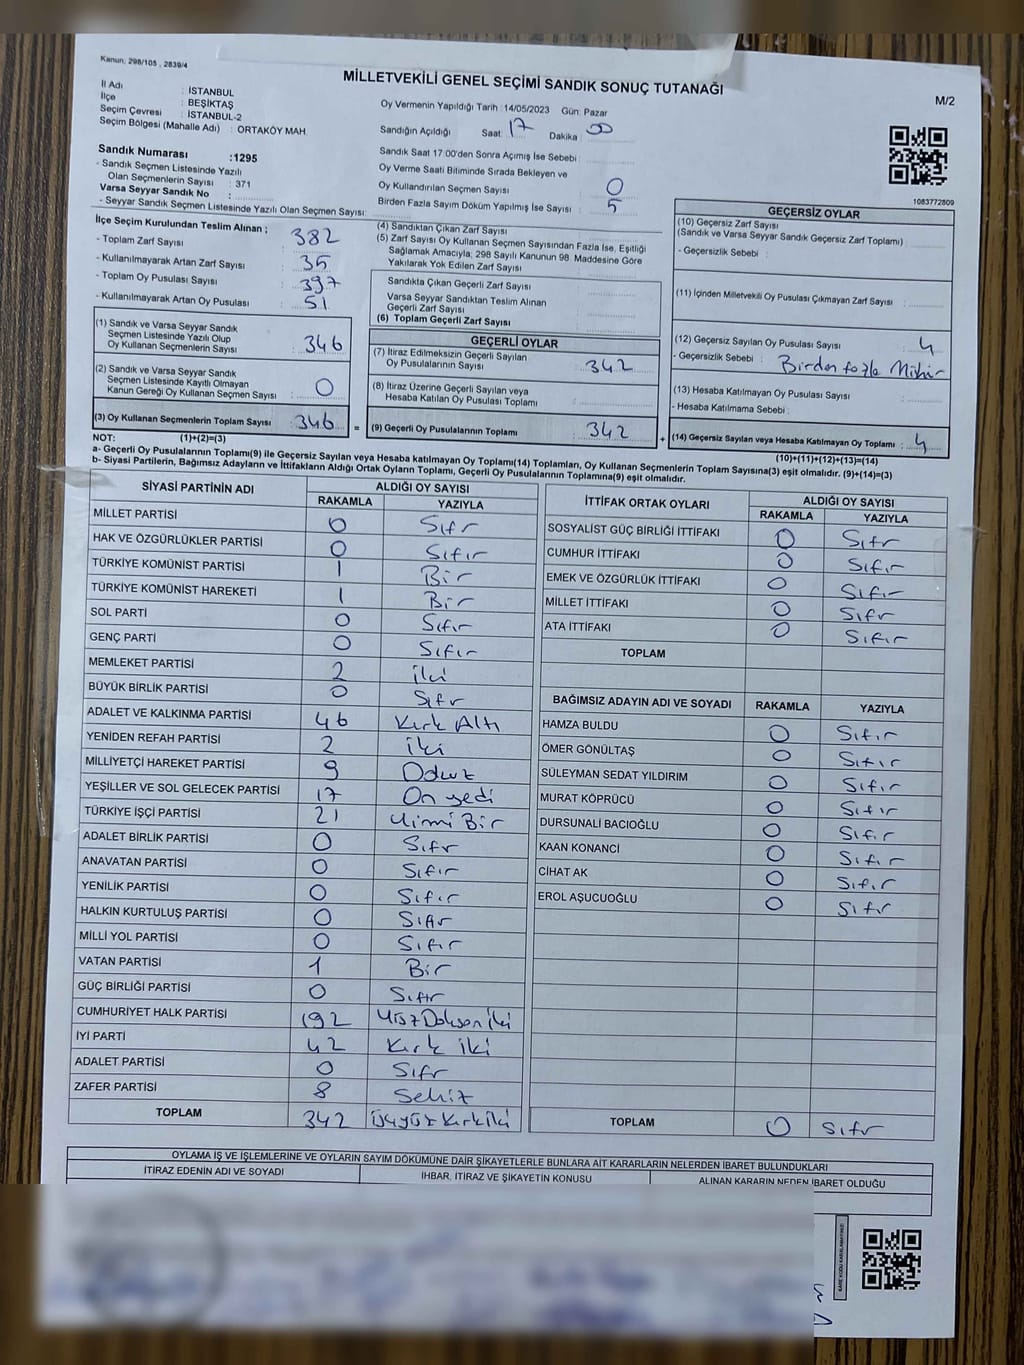 Kanun, 298/105 , 2839/4
MİLLETVEKİLİ GENEL SEÇİMİ SANDIK SONUÇ TUTANAĞI
M/2
İl Adı : İSTANBUL
İlçe : BEŞİKTAŞ
Seçim Çevresi : İSTANBUL-2
Seçim Bölgesi (Mahalle Adı) : ORTAKÖY MAH.
Oy Vermenin Yapıldığı Tarih :14/05/2023 Gün: Pazar
Sandığın Açıldığı Saat 17 Dakika 00
Sandık Numarası :1295
- Sandık Seçmen Listesinde Yazılı
Olan Seçmenlerin Sayısı : 371
Varsa Seyyar Sandık No :
- Seyyar Sandık Seçmen Listesinde Yazılı Olan Seçmen Sayısı:
Sandık Saat 17:00'den Sonra Açımış İse Sebebi :
Oy Verme Saati Bitiminde Sırada Bekleyen ve
Oy Kullandırılan Seçmen Sayısı : 0
Birden Fazla Sayım Döküm Yapılmış İse Sayısı : 5
1083772809
İlçe Seçim Kurulundan Teslim Alınan ;
- Toplam Zarf Sayısı : 382
- Kullanılmayarak Artan Zarf Sayısı : 35
- Toplam Oy Pusulası Sayısı : 397
- Kullanılmayarak Artan Oy Pusulası : 51
(1) Sandık ve Varsa Seyyar Sandık
Seçmen Listesinde Yazılı Olup
Oy Kullanan Seçmenlerin Sayısı : 346
(2) Sandık ve Varsa Seyyar Sandık
Seçmen Listesinde Kayıtlı Olmayan
Kanun Gereği Oy Kullanan Seçmen Sayısı : 0
(3) Oy Kullanan Seçmenlerin Toplam Sayısı : 346 =
(4) Sandıktan Çıkan Zarf Sayısı :
(5) Zarf Sayısı Oy Kullanan Seçmen Sayısından Fazla İse, Eşitliği
Sağlamak Amacıyla; 298 Sayılı Kanunun 98. Maddesine Göre
Yakılarak Yok Edilen Zarf Sayısı :
Sandıkla Çıkan Geçerli Zarf Sayısı :
Varsa Seyyar Sandıktan Teslim Alınan
Geçerli Zarf Sayısı :
(6) Toplam Geçerli Zarf Sayısı :
GEÇERLİ OYLAR
(7) İtiraz Edilmeksizin Geçerli Sayılan
Oy Pusulalarının Sayısı : 342
(8) İtiraz Üzerine Geçerli Sayılan veya
Hesaba Katılan Oy Pusulası Toplamı :
(9) Geçerli Oy Pusulalarının Toplamı : 342 +
GEÇERSİZ OYLAR
(10) Geçersiz Zarf Sayısı
(Sandık ve Varsa Seyyar Sandık Geçersiz Zarf Toplamı) :
- Geçersizlik Sebebi :
(11) İçinden Milletvekili Oy Pusulası Çıkmayan Zarf Sayısı :
(12) Geçersiz Sayılan Oy Pusulası Sayısı : 4
- Geçersizlik Sebebi : Birden fazla Mühür
(13) Hesaba Katılmayan Oy Pusulası Sayısı :
- Hesaba Katılmama Sebebi :
(14) Geçersiz Sayılan veya Hesaba Katılmayan Oy Toplamı : 4
NOT: (1)+(2)=(3)
(10)+(11)+(12)+(13)=(14)
a- Geçerli Oy Pusulalarının Toplamı(9) ile Geçersiz Sayılan veya Hesaba katılmayan Oy Toplamı(14) Toplamları, Oy Kullanan Seçmenlerin Toplam Sayısına(3) eşit olmalıdır. (9)+(14)=(3)
b- Siyasi Partilerin, Bağımsız Adayların ve İttifakların Aldığı Ortak Oyların Toplamı, Geçerli Oy Pusulalarının Toplamına(9) eşit olmalıdır.
SİYASİ PARTİNİN ADI ALDIĞI OY SAYISI
RAKAMLA YAZIYLA
MİLLET PARTİSİ 0 Sıfır
HAK VE ÖZGÜRLÜKLER PARTİSİ 0 Sıfır
TÜRKİYE KOMÜNİST PARTİSİ 1 Bir
TÜRKİYE KOMÜNİST HAREKETİ 1 Bir
SOL PARTİ 0 Sıfır
GENÇ PARTİ 0 Sıfır
MEMLEKET PARTİSİ 2 İki
BÜYÜK BİRLİK PARTİSİ 0 Sıfır
ADALET VE KALKINMA PARTİSİ 46 Kırk Altı
YENİDEN REFAH PARTİSİ 2 İki
MİLLİYETÇİ HAREKET PARTİSİ 9 Dokuz
YEŞİLLER VE SOL GELECEK PARTİSİ 17 On yedi
TÜRKİYE İŞÇİ PARTİSİ 21 Yirmi Bir
ADALET BİRLİK PARTİSİ 0 Sıfır
ANAVATAN PARTİSİ 0 Sıfır
YENİLİK PARTİSİ 0 Sıfır
HALKIN KURTULUŞ PARTİSİ 0 Sıfır
MİLLİ YOL PARTİSİ 0 Sıfır
VATAN PARTİSİ 1 Bir
GÜÇ BİRLİĞİ PARTİSİ 0 Sıfır
CUMHURİYET HALK PARTİSİ 192 Yüz Doksan iki
İYİ PARTİ 42 Kırk iki
ADALET PARTİSİ 0 Sıfır
ZAFER PARTİSİ 8 Sekiz
TOPLAM 342 Üçyüz Kırkiki
İTTİFAK ORTAK OYLARI ALDIĞI OY SAYISI
RAKAMLA YAZIYLA
SOSYALİST GÜÇ BİRLİĞİ İTTİFAKI 0 Sıfır
CUMHUR İTTİFAKI 0 Sıfır
EMEK VE ÖZGÜRLÜK İTTİFAKI 0 Sıfır
MİLLET İTTİFAKI 0 Sıfır
ATA İTTİFAKI 0 Sıfır
TOPLAM
BAĞIMSIZ ADAYIN ADI VE SOYADI RAKAMLA YAZIYLA
HAMZA BULDU 0 Sıfır
ÖMER GÖNÜLTAŞ 0 Sıfır
SÜLEYMAN SEDAT YILDIRIM 0 Sıfır
MURAT KÖPRÜCÜ 0 Sıfır
DURSUNALİ BACIOĞLU 0 Sıfır
KAAN KONANCİ 0 Sıfır
CİHAT AK 0 Sıfır
EROL AŞUCUOĞLU 0 Sıfır
TOPLAM 0 Sıfır
OYLAMA İŞ VE İŞLEMLERİNE VE OYLARIN SAYIM DÖKÜMÜNE DAİR ŞİKAYETLERLE BUNLARA AİT KARARLARIN NELERDEN İBARET BULUNDUKLARI
İTİRAZ EDENİN ADI VE SOYADI İHBAR, İTİRAZ VE ŞİKAYETİN KONUSU ALINAN KARARIN NEDEN İBARET OLDUĞU